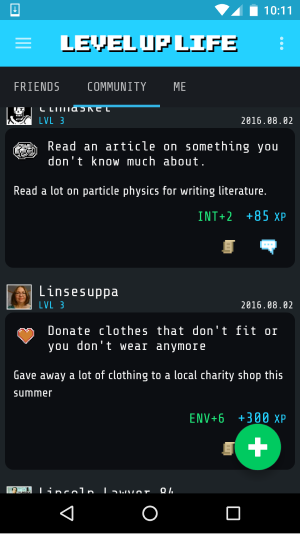 10:11
LEVEL UP LIFE
FRIENDS COMMUNITY ME
LVL 3 2016.08.02
Read an article on something you
don't know much about.
Read a lot on particle physics for writing literature.
INT+2 +85 XP
Linsesuppa
LVL 3 2016.08.02
Donate clothes that don't fit or
you don't wear anymore
Gave away a lot of clothing to a local charity shop this
summer
ENV+6 +300 XP
Lincoln Lawyer 84